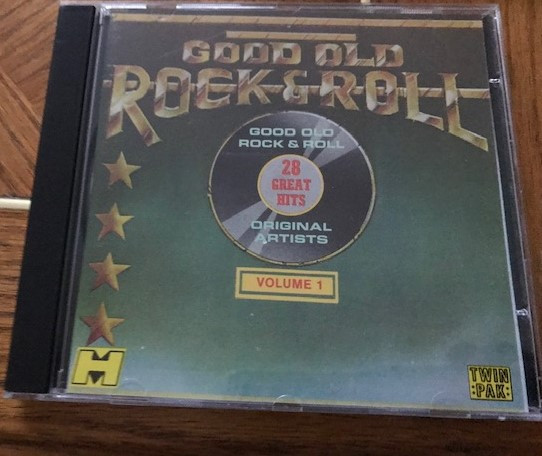 GOOD OLD
ROCK & ROLL
GOOD OLD
ROCK & ROLL
28
GREAT
HITS
ORIGINAL
ARTISTS
VOLUME 1
M
TWIN
:PAK: